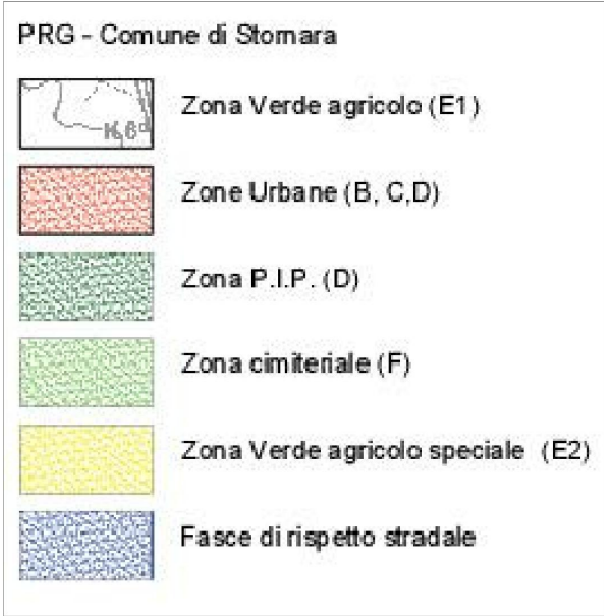 PRG - Comune di Stornara
Zona Verde agricolo (E1)
Zone Urbane (B, C,D)
Zona P.I.P. (D)
Zona cimiteriale (F)
Zona Verde agricolo speciale (E2)
Fasce di rispetto stradale